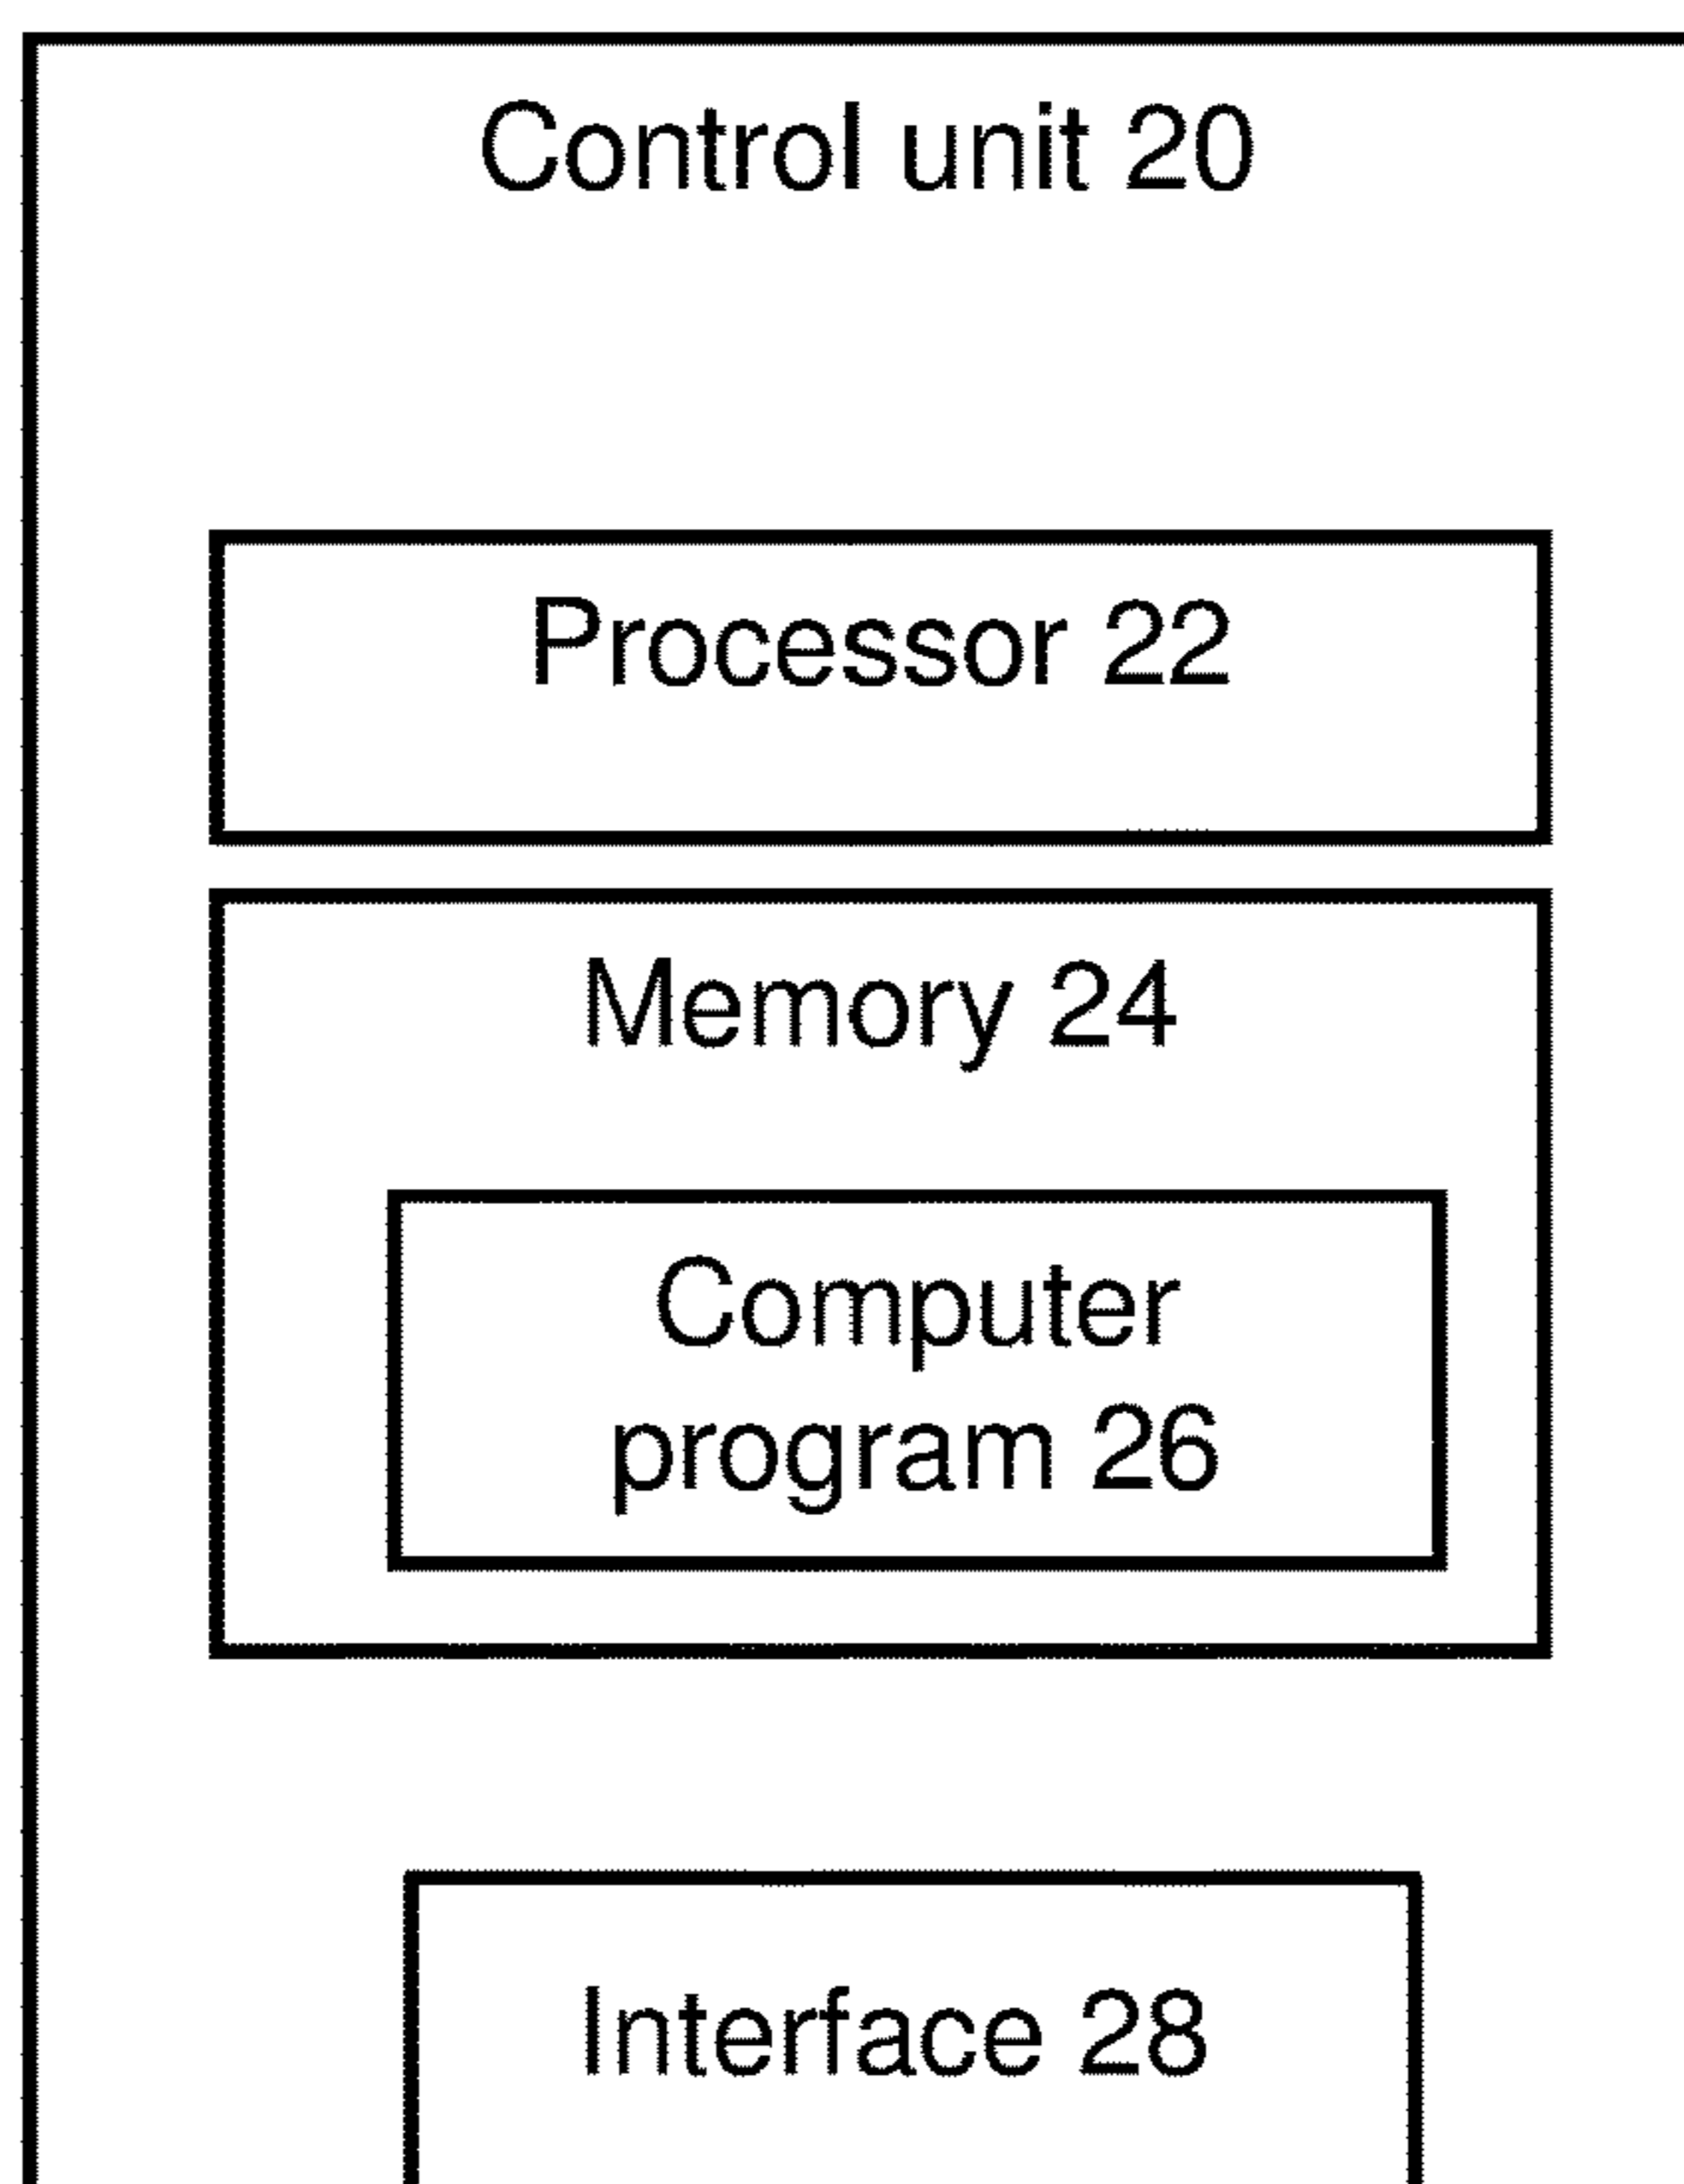 Control unit 20
Processor 22
Memory 24
Computer
program 26
Interface 28